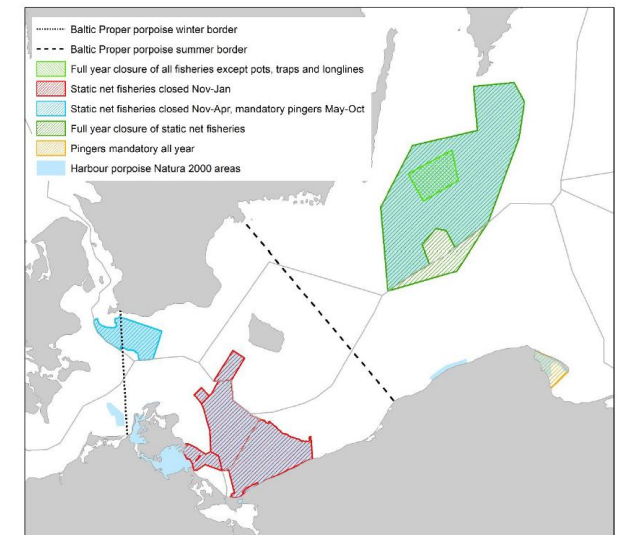 Baltic Proper porpoise winter border
Baltic Proper porpoise summer border
Full year closure of all fisheries except pots, traps and longlines
Static net fisheries closed Nov-Jan
Static net fisheries closed Nov-Apr, mandatory pingers May-Oct
Full year closure of static net fisheries
Pingers mandatory all year
Harbour porpoise Natura 2000 areas